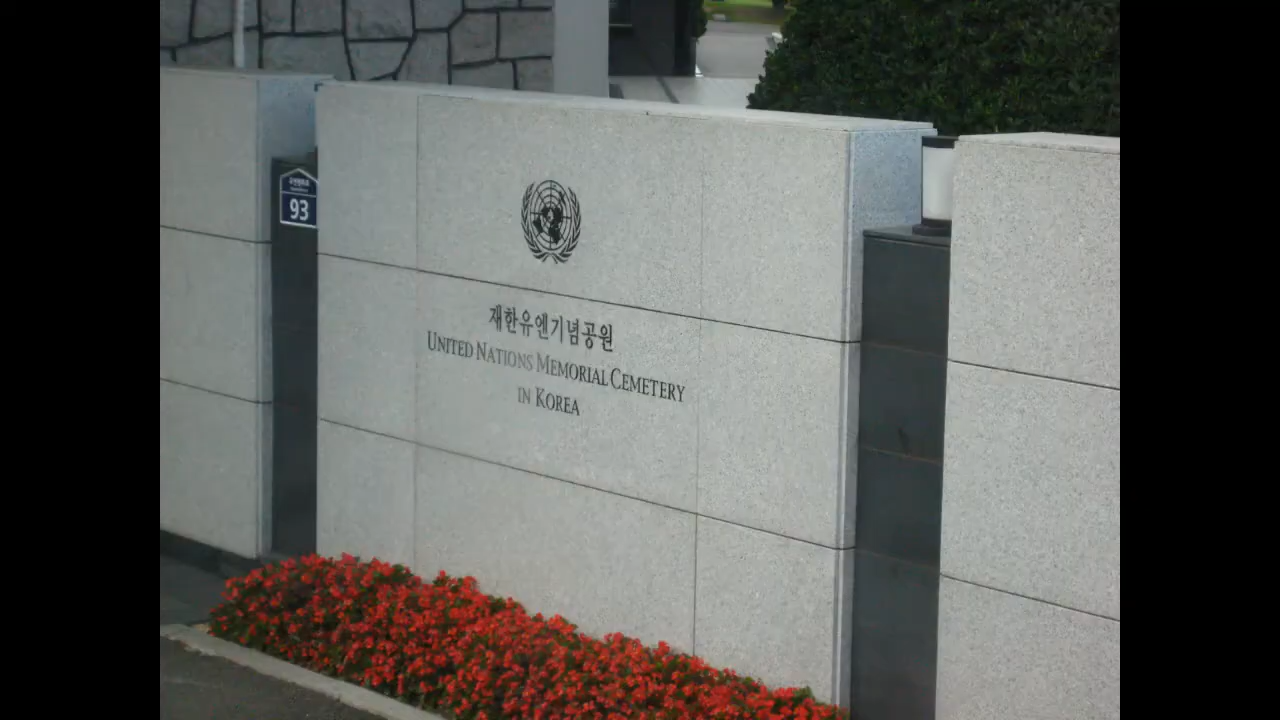 93
재한유엔기념공원
UNITED NATIONS MEMORIAL CEMETERY
IN KOREA